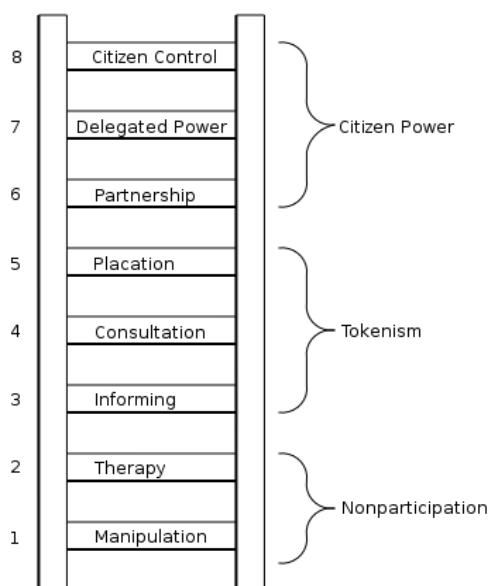 8 Citizen Control
7 Delegated Power Citizen Power
6 Partnership
5 Placation
4 Consultation Tokenism
3 Informing
2 Therapy
Nonparticipation
1 Manipulation